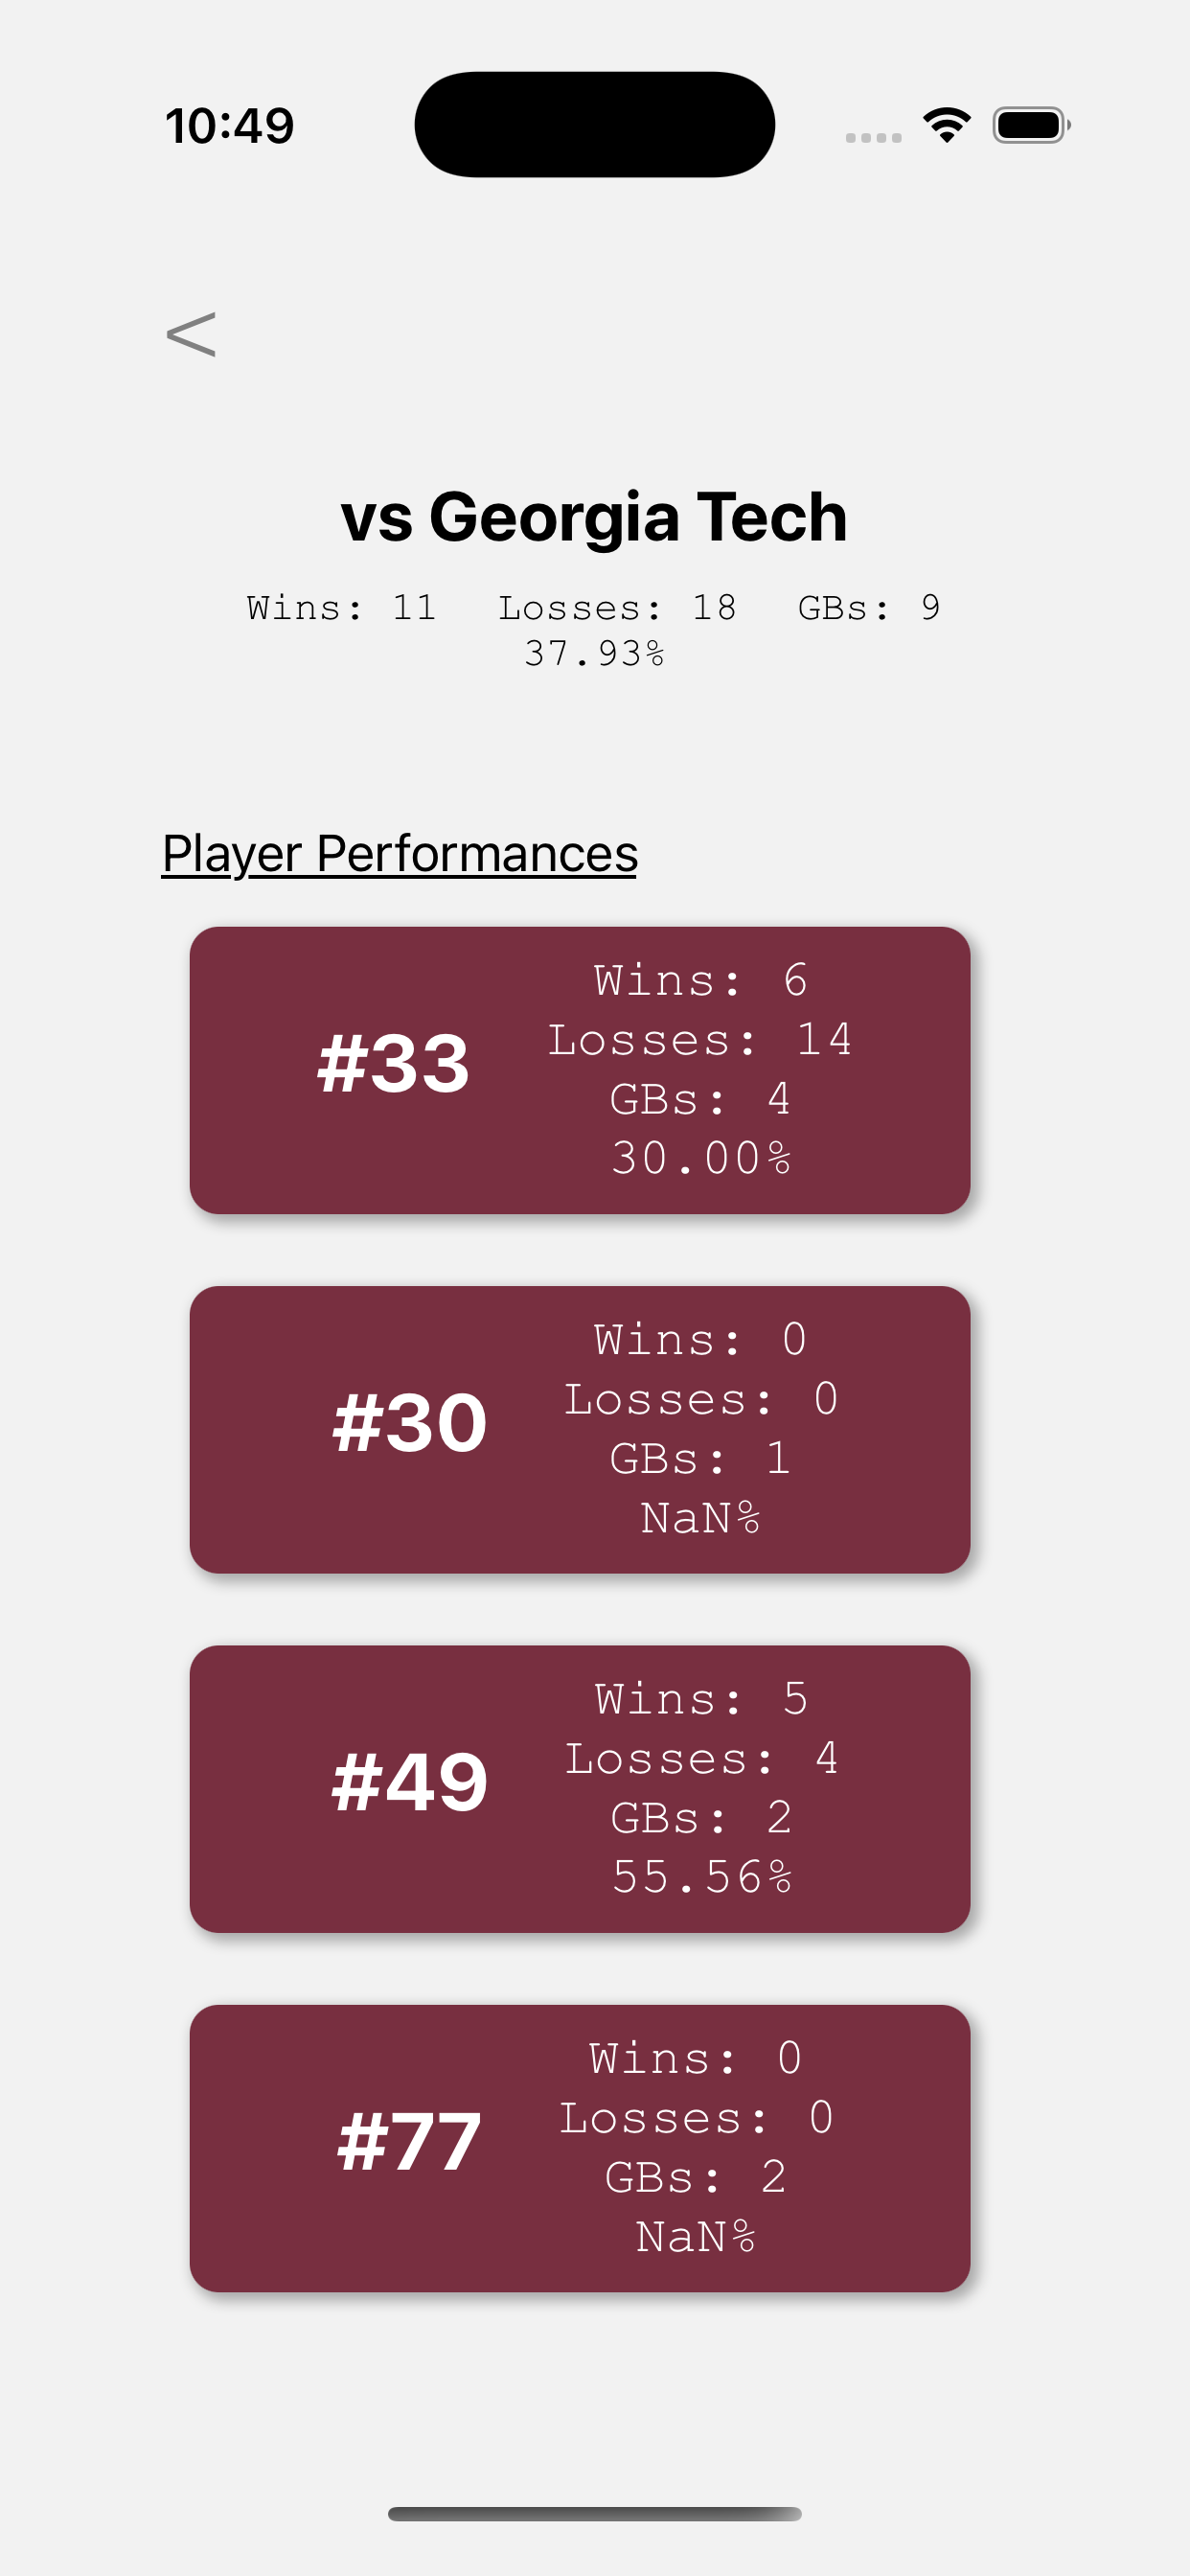 10:49
<
vs Georgia Tech
Wins: 11 Losses: 18 GBs: 9
37.93%
Player Performances
#33
Wins: 6
Losses: 14
GBs: 4
30.00%
#30
Wins: 0
Losses: 0
GBs: 1
NaN%
#49
Wins: 5
Losses: 4
GBs: 2
55.56%
#77
Wins: 0
Losses: 0
GBs: 2
NaN%